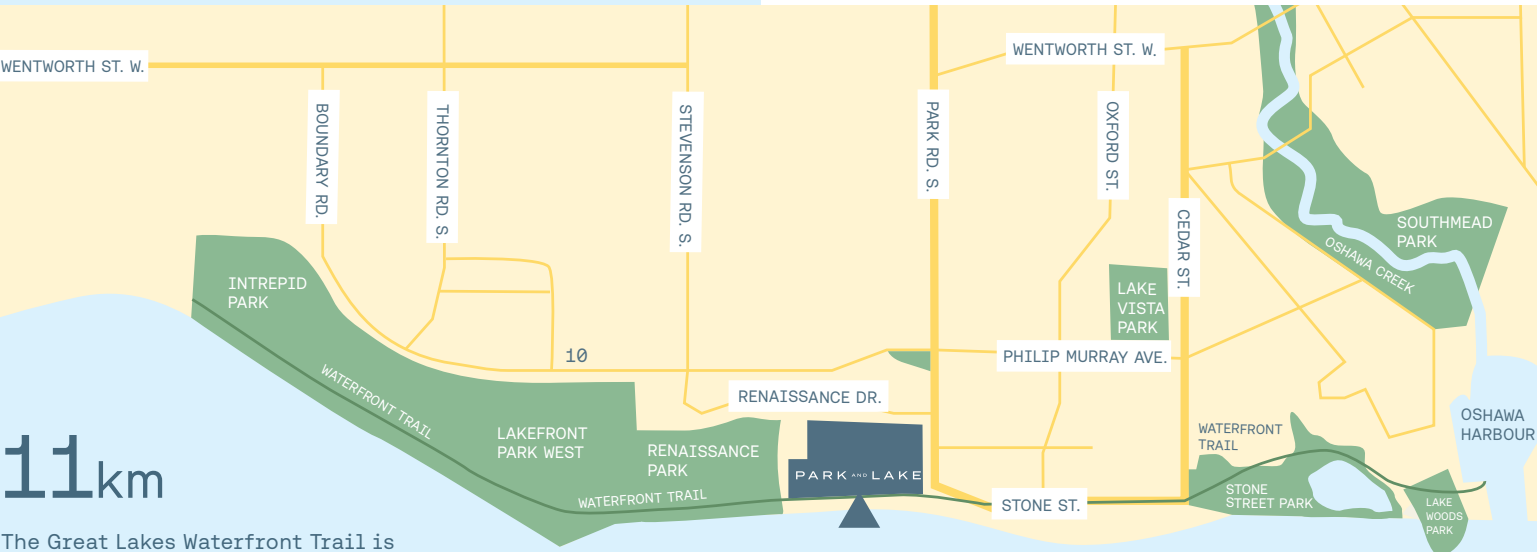 WENTWORTH ST. W.
WENTWORTH ST. W.
BOUNDARY RD.
THORNTON RD. S.
STEVENSON RD. S.
PARK RD. S.
OXFORD ST.
CEDAR ST.
SOUTHMEAD
PARK
OSHAWA CREEK
INTREPID
PARK
LAKE
VISTA
PARK
10
PHILIP MURRAY AVE.
WATERFRONT TRAIL
RENAISSANCE DR.
OSHAWA
HARBOUR
WATERFRONT
TRAIL
LAKEFRONT
PARK WEST
RENAISSANCE
PARK
PARK AND LAKE
WATERFRONT TRAIL
STONE ST.
STONE
STREET PARK
LAKE
WOODS
PARK
11km
The Great Lakes Waterfront Trail is